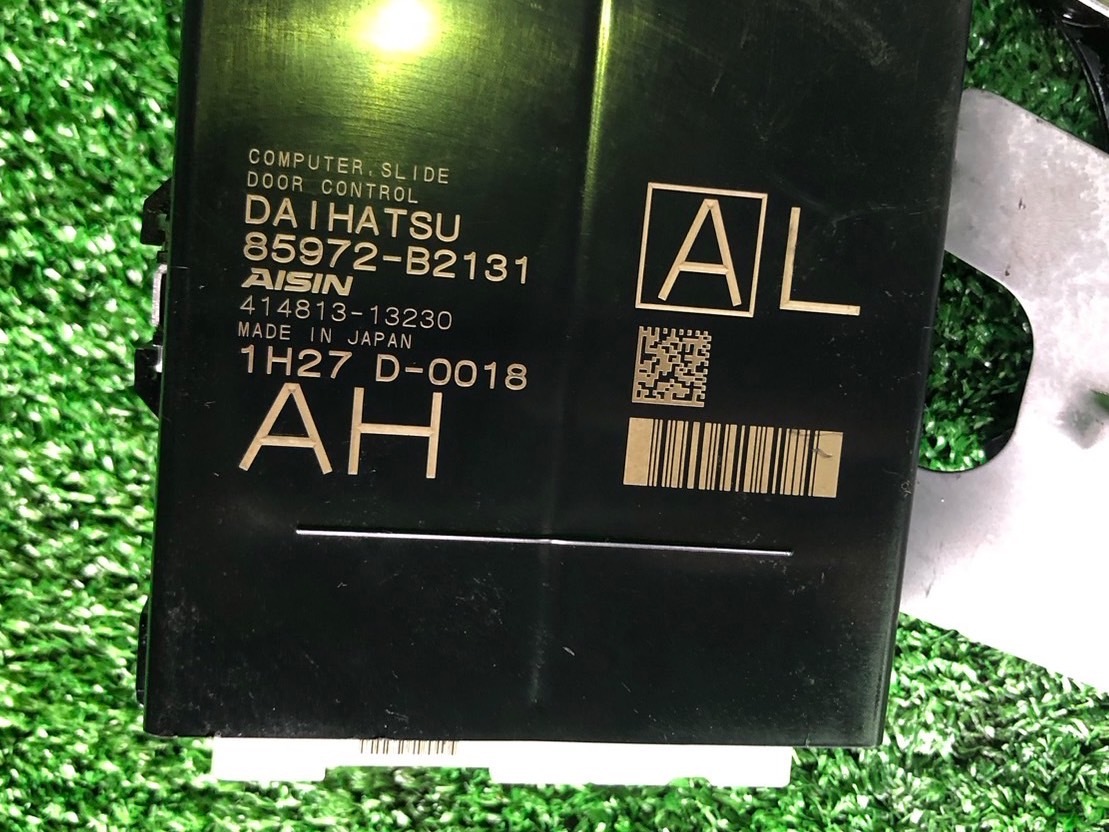 COMPUTER, SLIDE
DOOR CONTROL
DAIHATSU
85972-B2131
AISIN
414813-13230
MADE IN JAPAN
1H27 D-0018
AH
AL